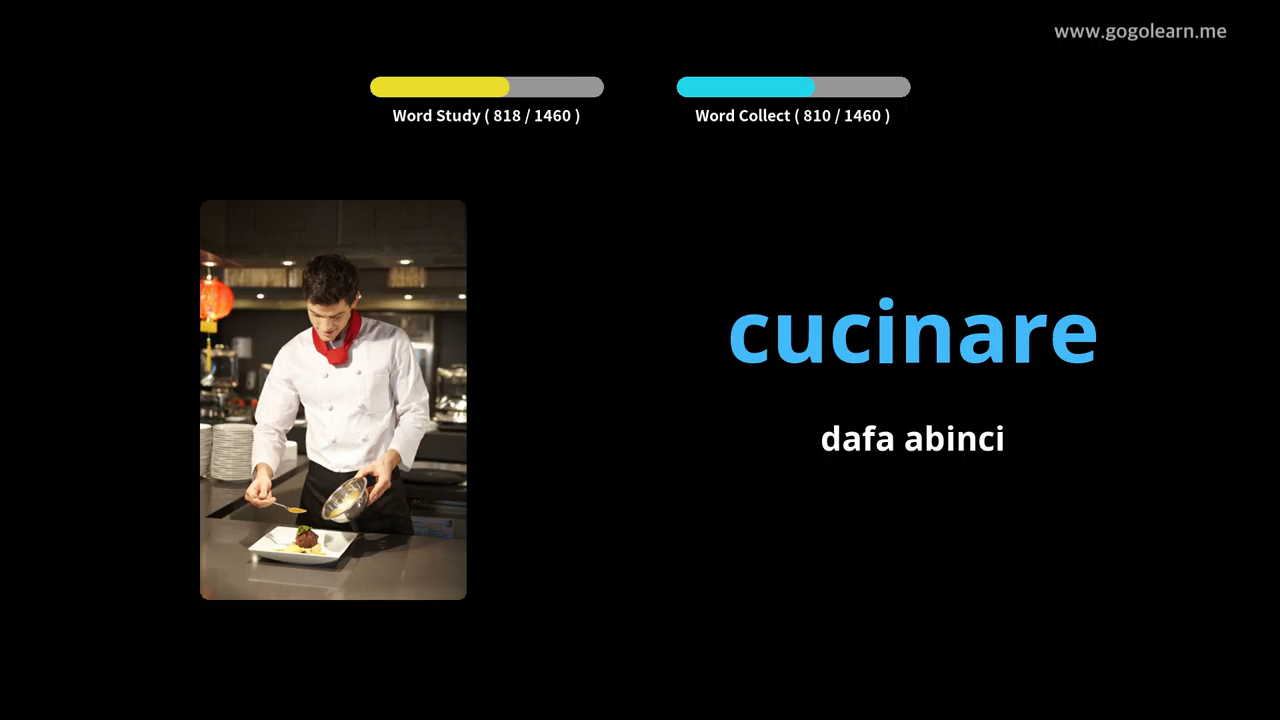 www.gogolearn.me
Word Study ( 818 / 1460 )
Word Collect ( 810 / 1460 )
cucinare
dafa abinci